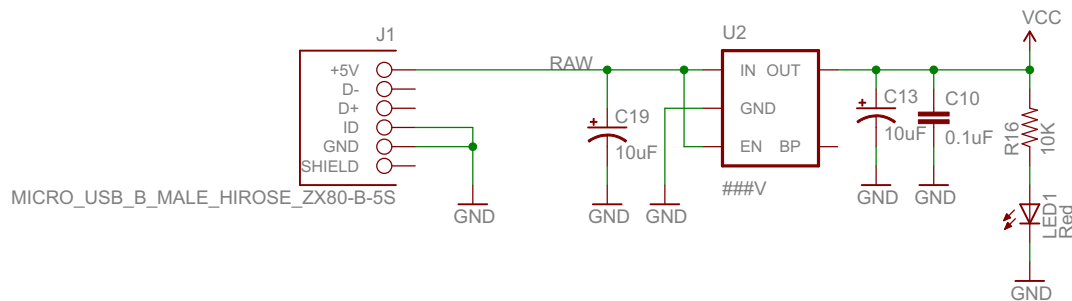 J1
+5V
D-
D+
ID
GND
SHIELD
MICRO_USB_B_MALE_HIROSE_ZX80-B-5S
GND
RAW
+
C19
10uF
GND
GND
U2
IN OUT
GND
EN BP
###V
+
C13
10uF
GND
C10
0.1uF
GND
VCC
R16
10K
LED1
Red
GND